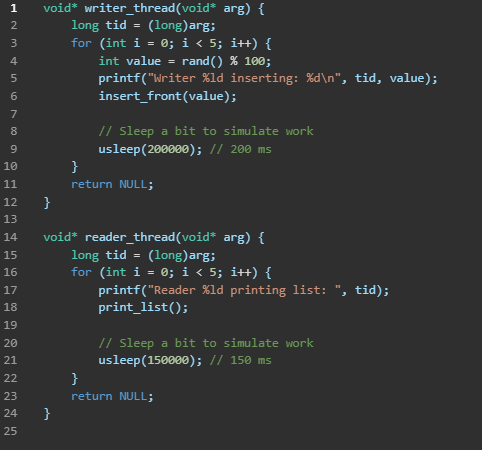 1 void* writer_thread(void* arg) {
2     long tid = (long)arg;
3     for (int i = 0; i < 5; i++) {
4         int value = rand() % 100;
5         printf("Writer %ld inserting: %d\n", tid, value);
6         insert_front(value);
7
8         // Sleep a bit to simulate work
9         usleep(200000); // 200 ms
10     }
11     return NULL;
12 }
13
14 void* reader_thread(void* arg) {
15     long tid = (long)arg;
16     for (int i = 0; i < 5; i++) {
17         printf("Reader %ld printing list: ", tid);
18         print_list();
19
20         // Sleep a bit to simulate work
21         usleep(150000); // 150 ms
22     }
23     return NULL;
24 }
25